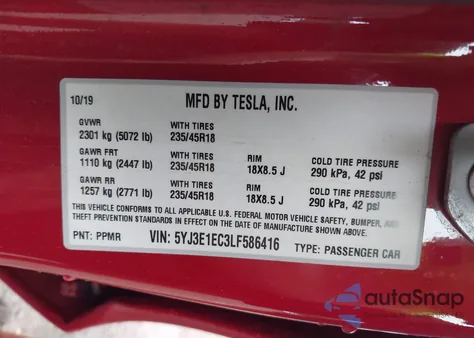 10/19 MFD BY TESLA, INC.
GVWR WITH TIRES
2301 kg (5072 lb) 235/45R18
GAWR FRT WITH TIRES RIM COLD TIRE PRESSURE
1110 kg (2447 lb) 235/45R18 18X8.5 J 290 kPa, 42 psi
GAWR RR WITH TIRES RIM COLD TIRE PRESSURE
1257 kg (2771 lb) 235/45R18 18X8.5 J 290 kPa, 42 psi
THIS VEHICLE CONFORMS TO ALL APPLICABLE U.S. FEDERAL MOTOR VEHICLE SAFETY, BUMPER, AND
THEFT PREVENTION STANDARDS IN EFFECT ON THE DATE OF MANUFACTURE SHOWN ABOVE.
PNT: PPMR VIN: 5YJ3E1EC3LF586416 TYPE: PASSENGER CAR
autoSnap